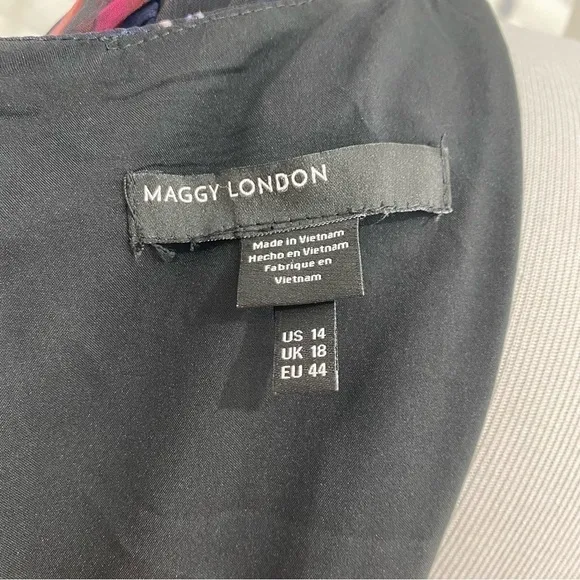 MAGGY LONDON
Made in Vietnam
Hecho en Vietnam
Fabrique en
Vietnam
US 14
UK 18
EU 44